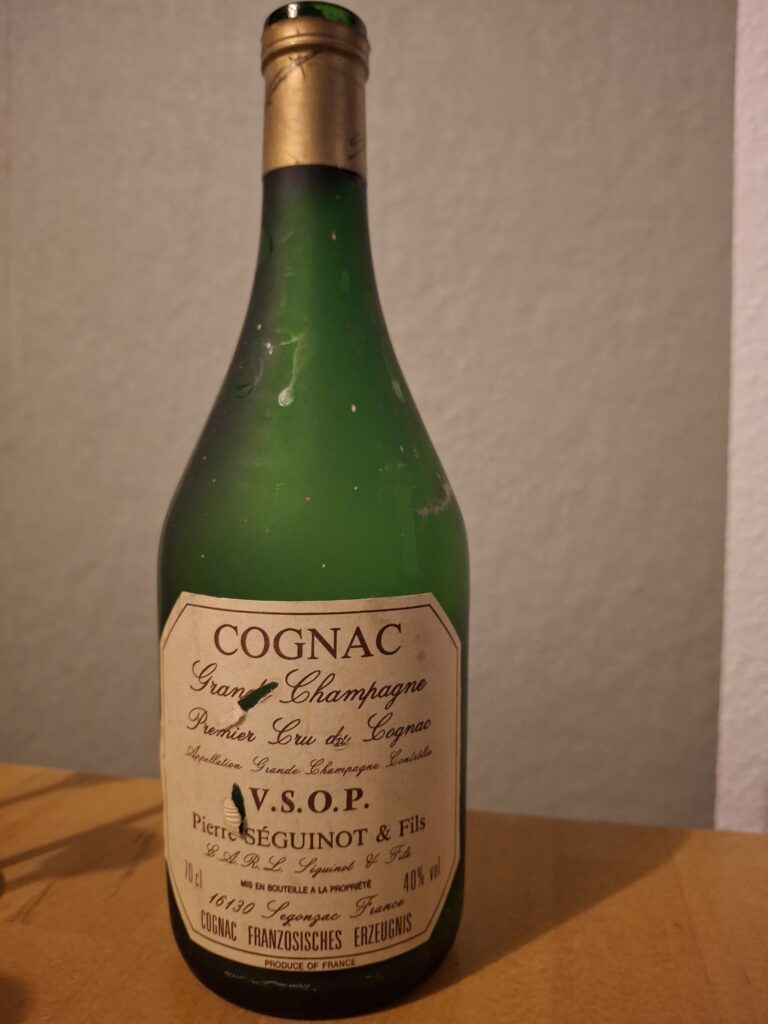 COGNAC
Grande Champagne
Premier Cru du Cognac
Appellation Grande Champagne Contrôlée
V.S.O.P.
Pierre SÉGUINOT & Fils
E.A.R.L. Séguinot & Fils
70 cl
MIS EN BOUTEILLE A LA PROPRIÉTÉ
40% vol
16130 Segonzac France
COGNAC FRANZOSISCHES ERZEUGNIS
PRODUCE OF FRANCE